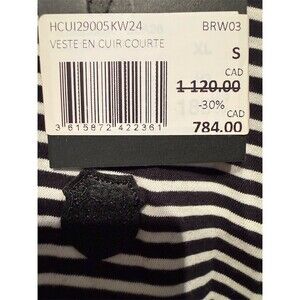 HCUI29005KW24 BRW03
VESTE EN CUIR COURTE
S
CAD
1 120.00
-30%
CAD
784.00
3 615872 422361